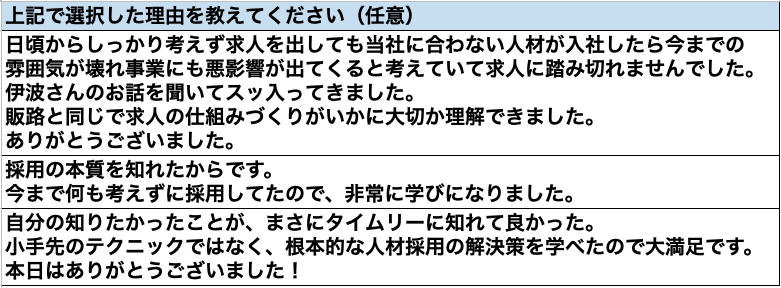 上記で選択した理由を教えてください（任意）
日頃からしっかり考えず求人を出しても当社に合わない人材が入社したら今までの
雰囲気が壊れ事業にも悪影響が出てくると考えていて求人に踏み切れませんでした。
伊波さんのお話を聞いてスッ入ってきました。
販路と同じで求人の仕組みづくりがいかに大切か理解できました。
ありがとうございました。
採用の本質を知れたからです。
今まで何も考えずに採用してたので、非常に学びになりました。
自分の知りたかったことが、まさにタイムリーに知れて良かった。
小手先のテクニックではなく、根本的な人材採用の解決策を学べたので大満足です。
本日はありがとうございました！